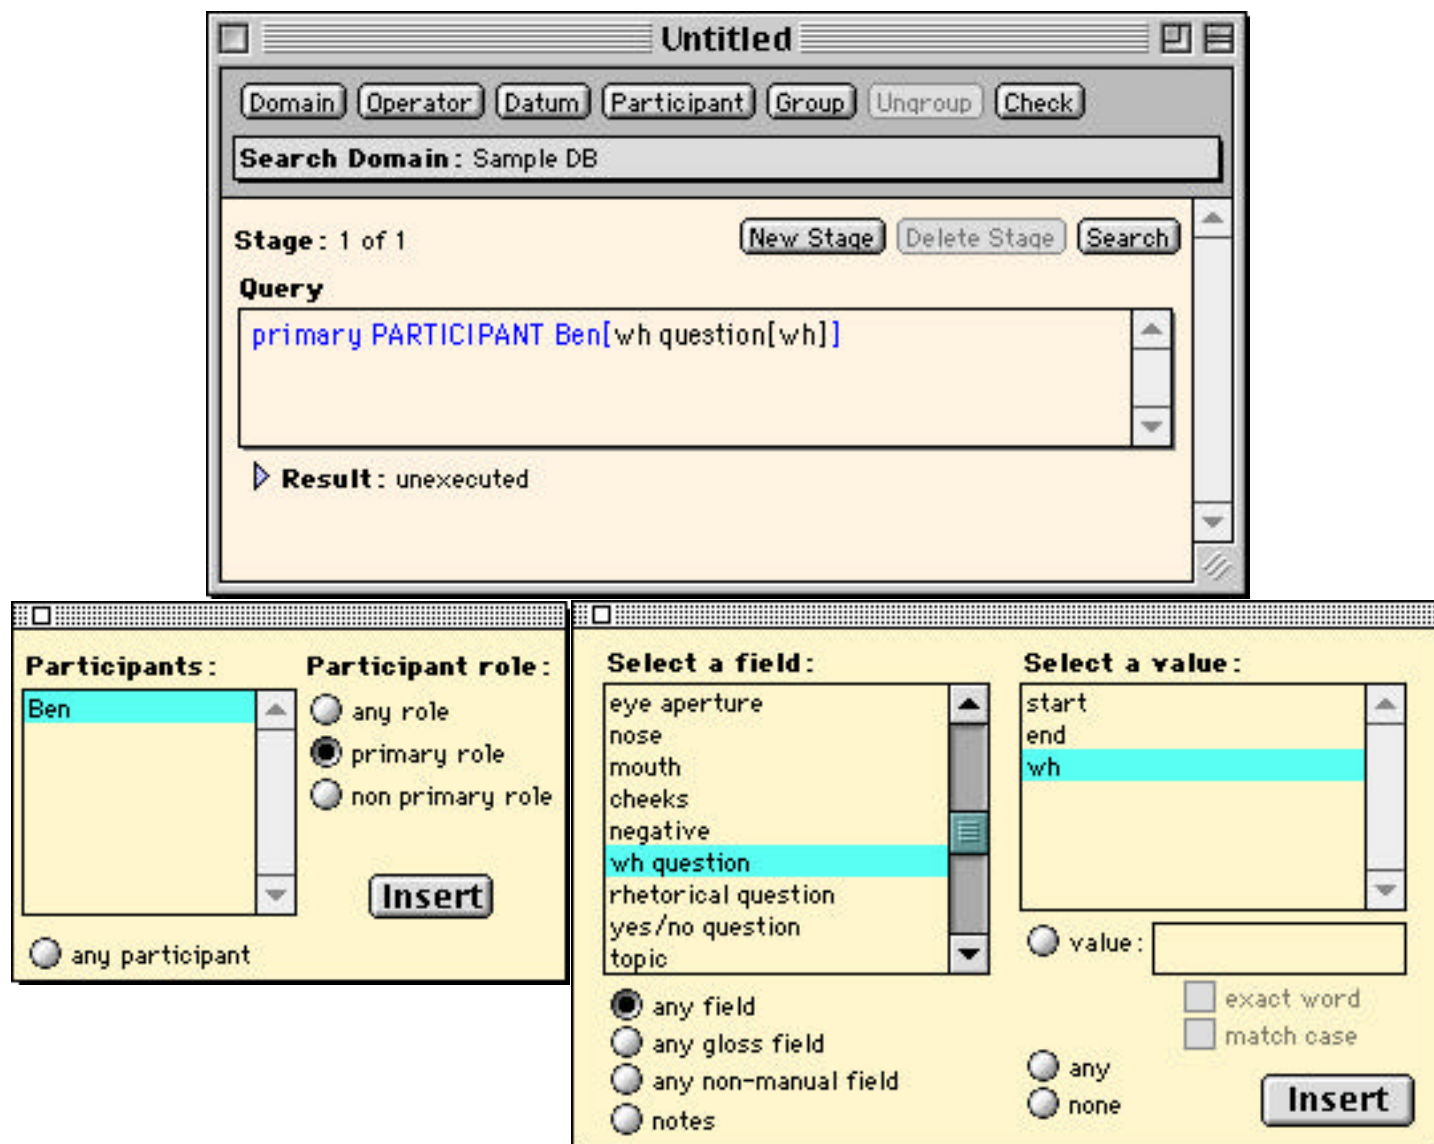 Untitled
Domain Operator Datum Participant Group Ungroup Check
Search Domain: Sample DB
Stage: 1 of 1 New Stage Delete Stage Search
Query
primary PARTICIPANT Ben[wh question[wh]]
Result: unexecuted
Participants: Participant role:
Ben
any role
primary role
non primary role
Insert
any participant
Select a field: Select a value:
eye aperture
nose
mouth
cheeks
negative
wh question
rhetorical question
yes/no question
topic
start
end
wh
value:
exact word
match case
any field
any gloss field
any non-manual field
notes
any
none
Insert